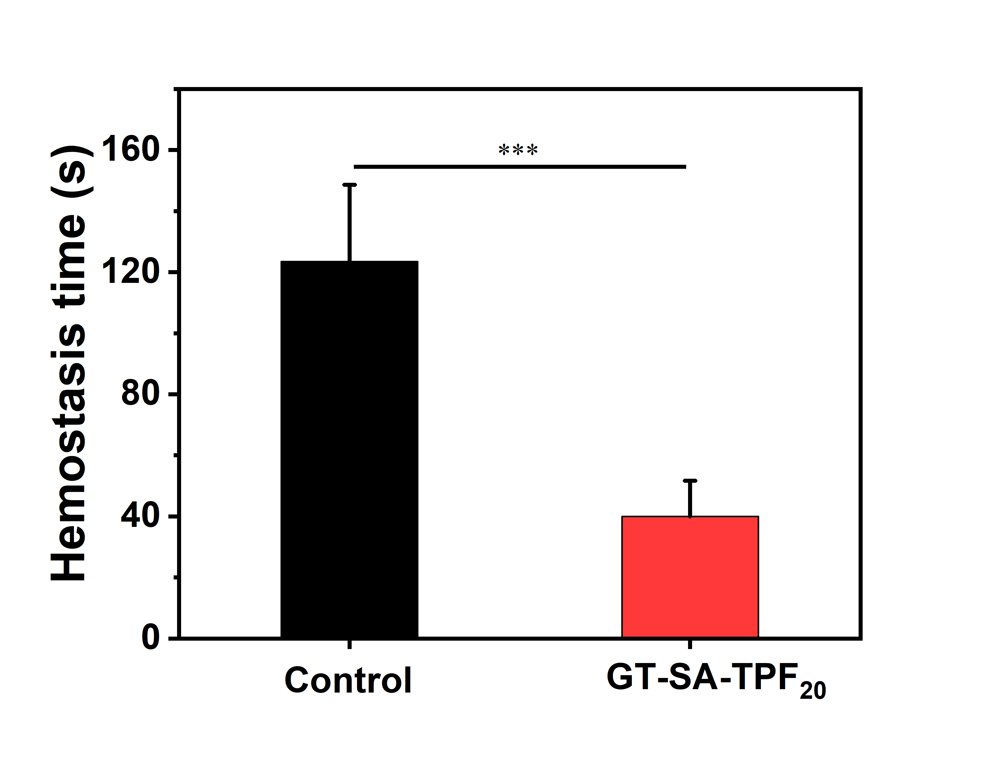 Hemostasis time (s)
160
120
80
40
0
***
Control
GT-SA-TPF₂₀